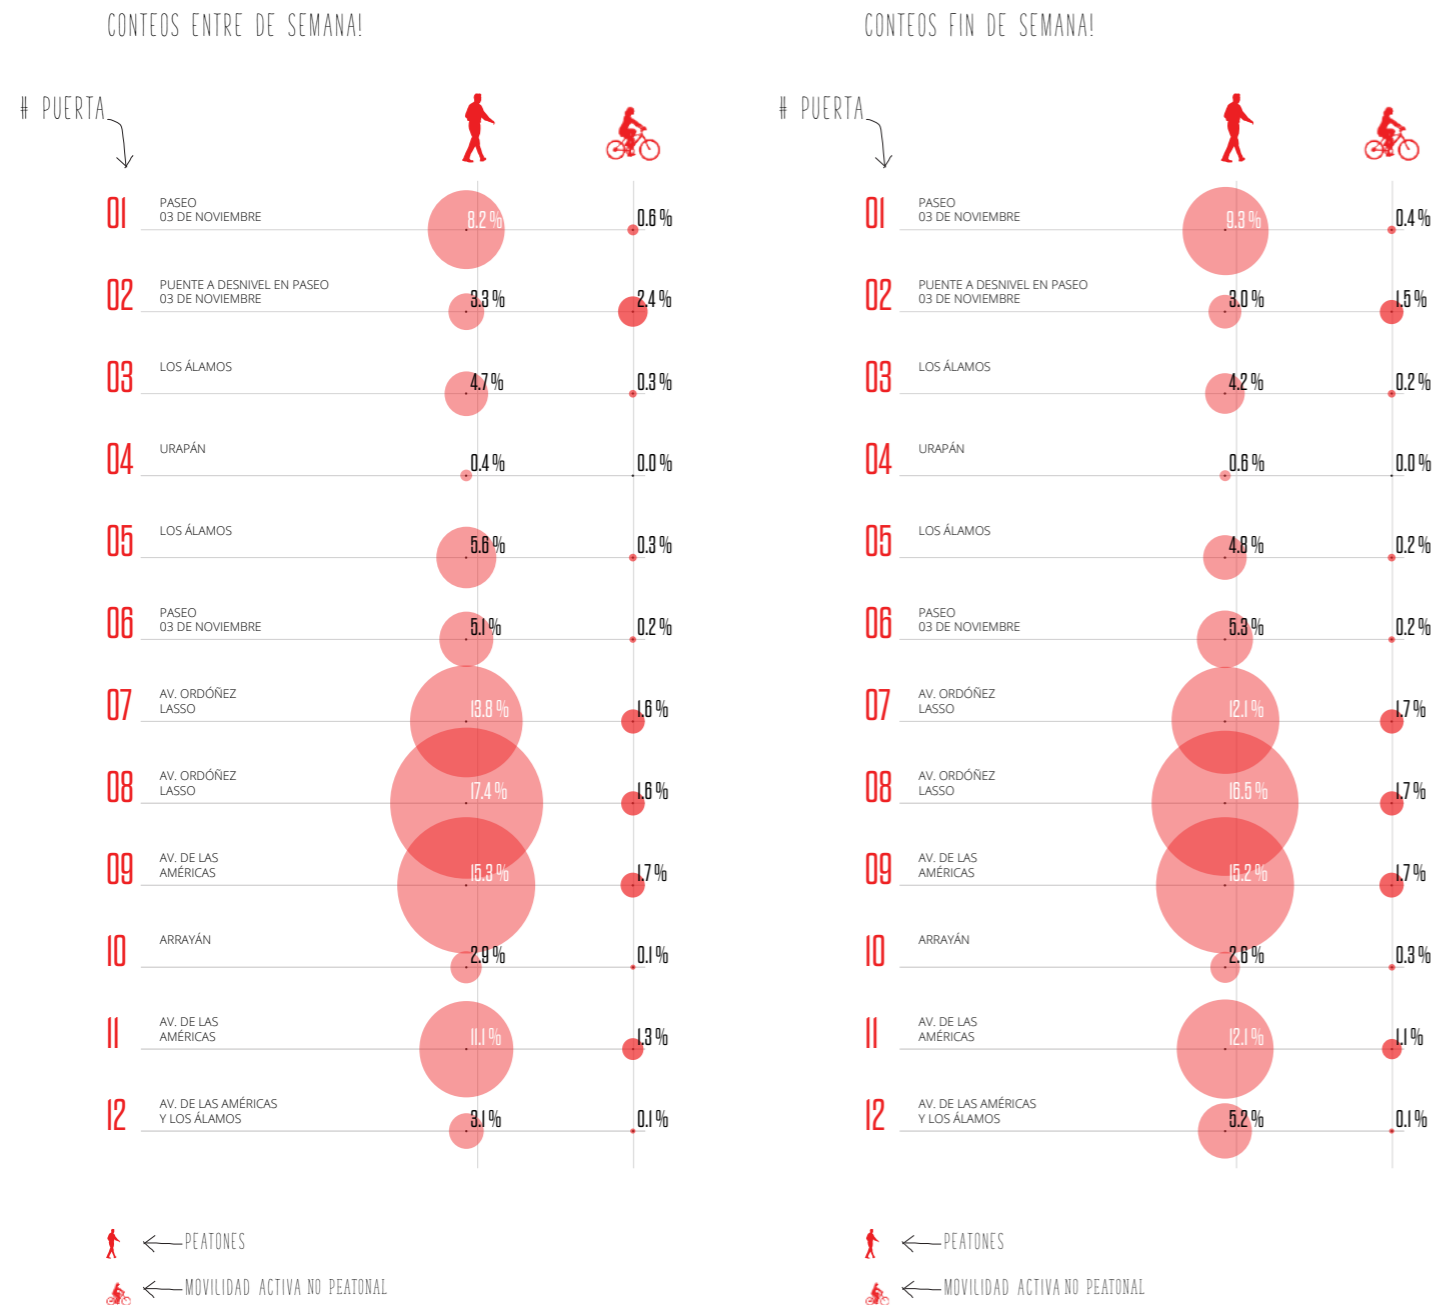 CONTEOS ENTRE DE SEMANA!
# PUERTA
01 PASEO
03 DE NOVIEMBRE
8.2 % 0.6 %
02 PUENTE A DESNIVEL EN PASEO
03 DE NOVIEMBRE
3.3 % 2.4 %
03 LOS ÁLAMOS
4.7 % 0.3 %
04 URAPÁN
0.4 % 0.0 %
05 LOS ÁLAMOS
5.6 % 0.3 %
06 PASEO
03 DE NOVIEMBRE
5.1 % 0.2 %
07 AV. ORDÓÑEZ
LASSO
13.8 % 1.6 %
08 AV. ORDÓÑEZ
LASSO
17.4 % 1.6 %
09 AV. DE LAS
AMÉRICAS
15.3 % 1.7 %
10 ARRAYÁN
2.9 % 0.1 %
11 AV. DE LAS
AMÉRICAS
11.1 % 1.3 %
12 AV. DE LAS AMÉRICAS
Y LOS ÁLAMOS
3.1 % 0.1 %
PEATONES
MOVILIDAD ACTIVA NO PEATONAL
CONTEOS FIN DE SEMANA!
# PUERTA
01 PASEO
03 DE NOVIEMBRE
9.3 % 0.4 %
02 PUENTE A DESNIVEL EN PASEO
03 DE NOVIEMBRE
3.0 % 1.5 %
03 LOS ÁLAMOS
4.2 % 0.2 %
04 URAPÁN
0.6 % 0.0 %
05 LOS ÁLAMOS
4.8 % 0.2 %
06 PASEO
03 DE NOVIEMBRE
5.3 % 0.2 %
07 AV. ORDÓÑEZ
LASSO
12.1 % 1.7 %
08 AV. ORDÓÑEZ
LASSO
16.5 % 1.7 %
09 AV. DE LAS
AMÉRICAS
15.2 % 1.7 %
10 ARRAYÁN
2.6 % 0.3 %
11 AV. DE LAS
AMÉRICAS
12.1 % 1.1 %
12 AV. DE LAS AMÉRICAS
Y LOS ÁLAMOS
5.2 % 0.1 %
PEATONES
MOVILIDAD ACTIVA NO PEATONAL